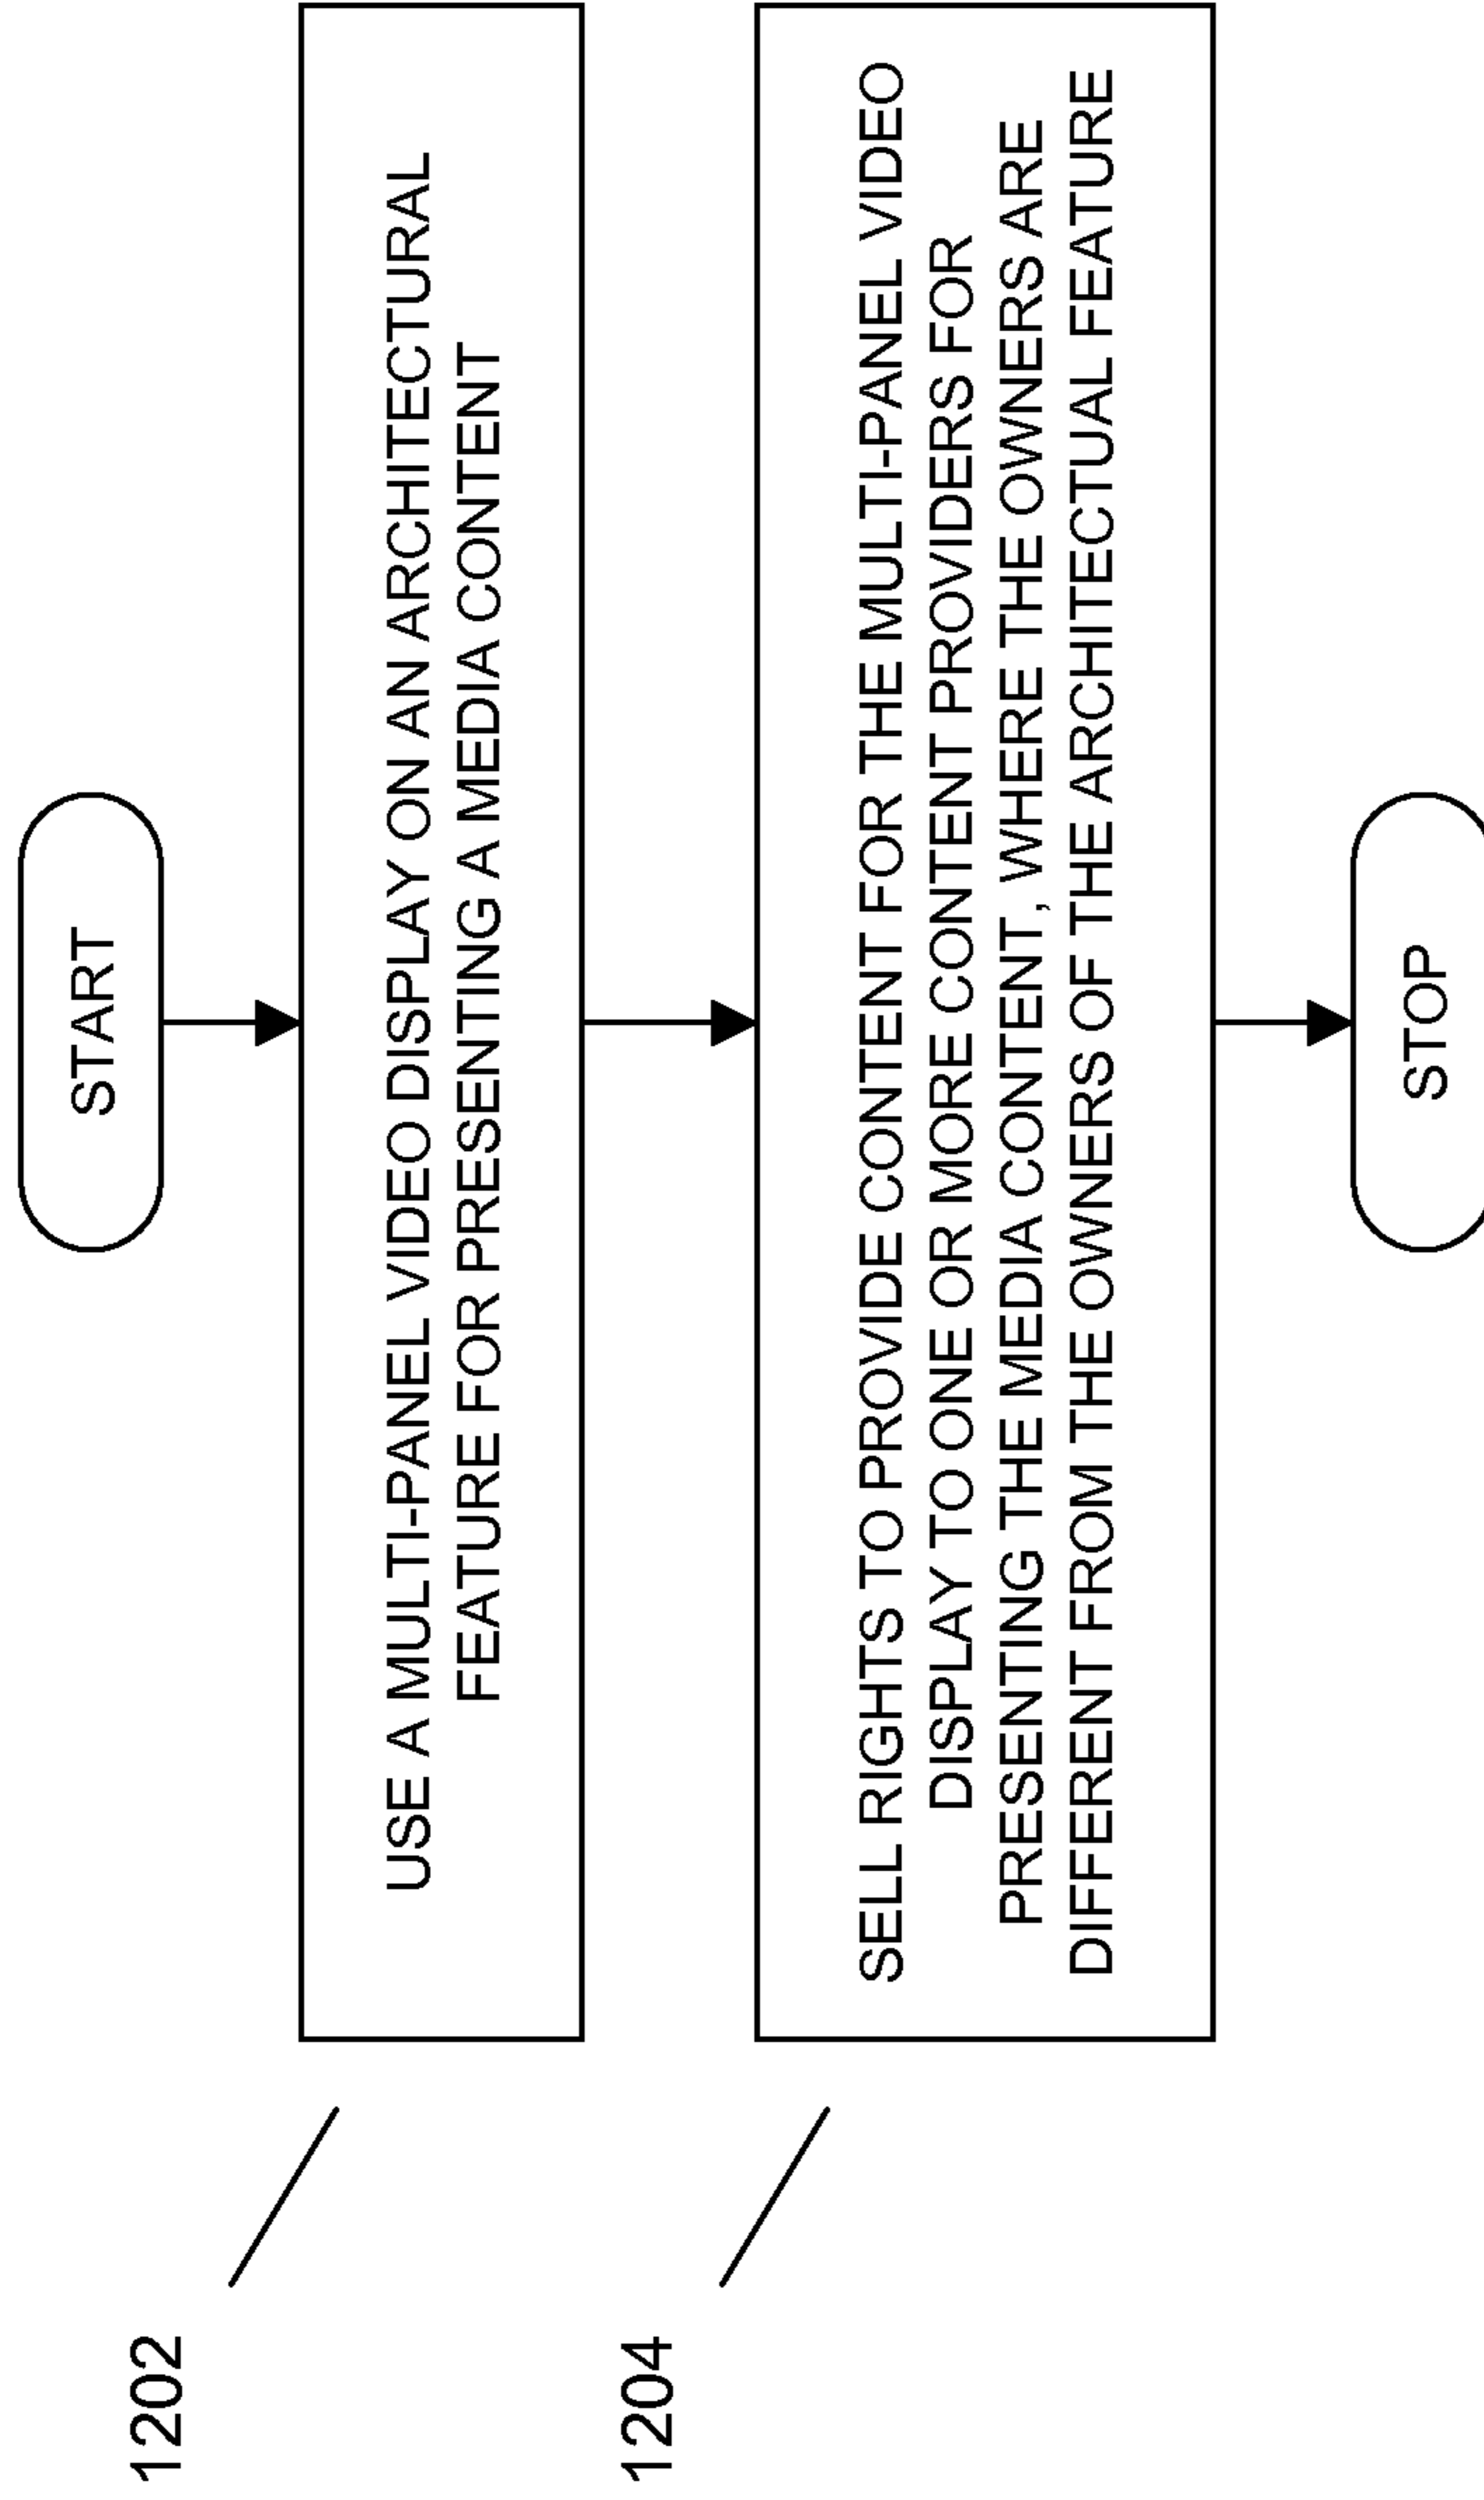 START
1202
USE A MULTI-PANEL VIDEO DISPLAY ON AN ARCHITECTURAL
FEATURE FOR PRESENTING A MEDIA CONTENT
1204
SELL RIGHTS TO PROVIDE CONTENT FOR THE MULTI-PANEL VIDEO
DISPLAY TO ONE OR MORE CONTENT PROVIDERS FOR
PRESENTING THE MEDIA CONTENT, WHERE THE OWNERS ARE
DIFFERENT FROM THE OWNERS OF THE ARCHITECTUAL FEATURE
STOP